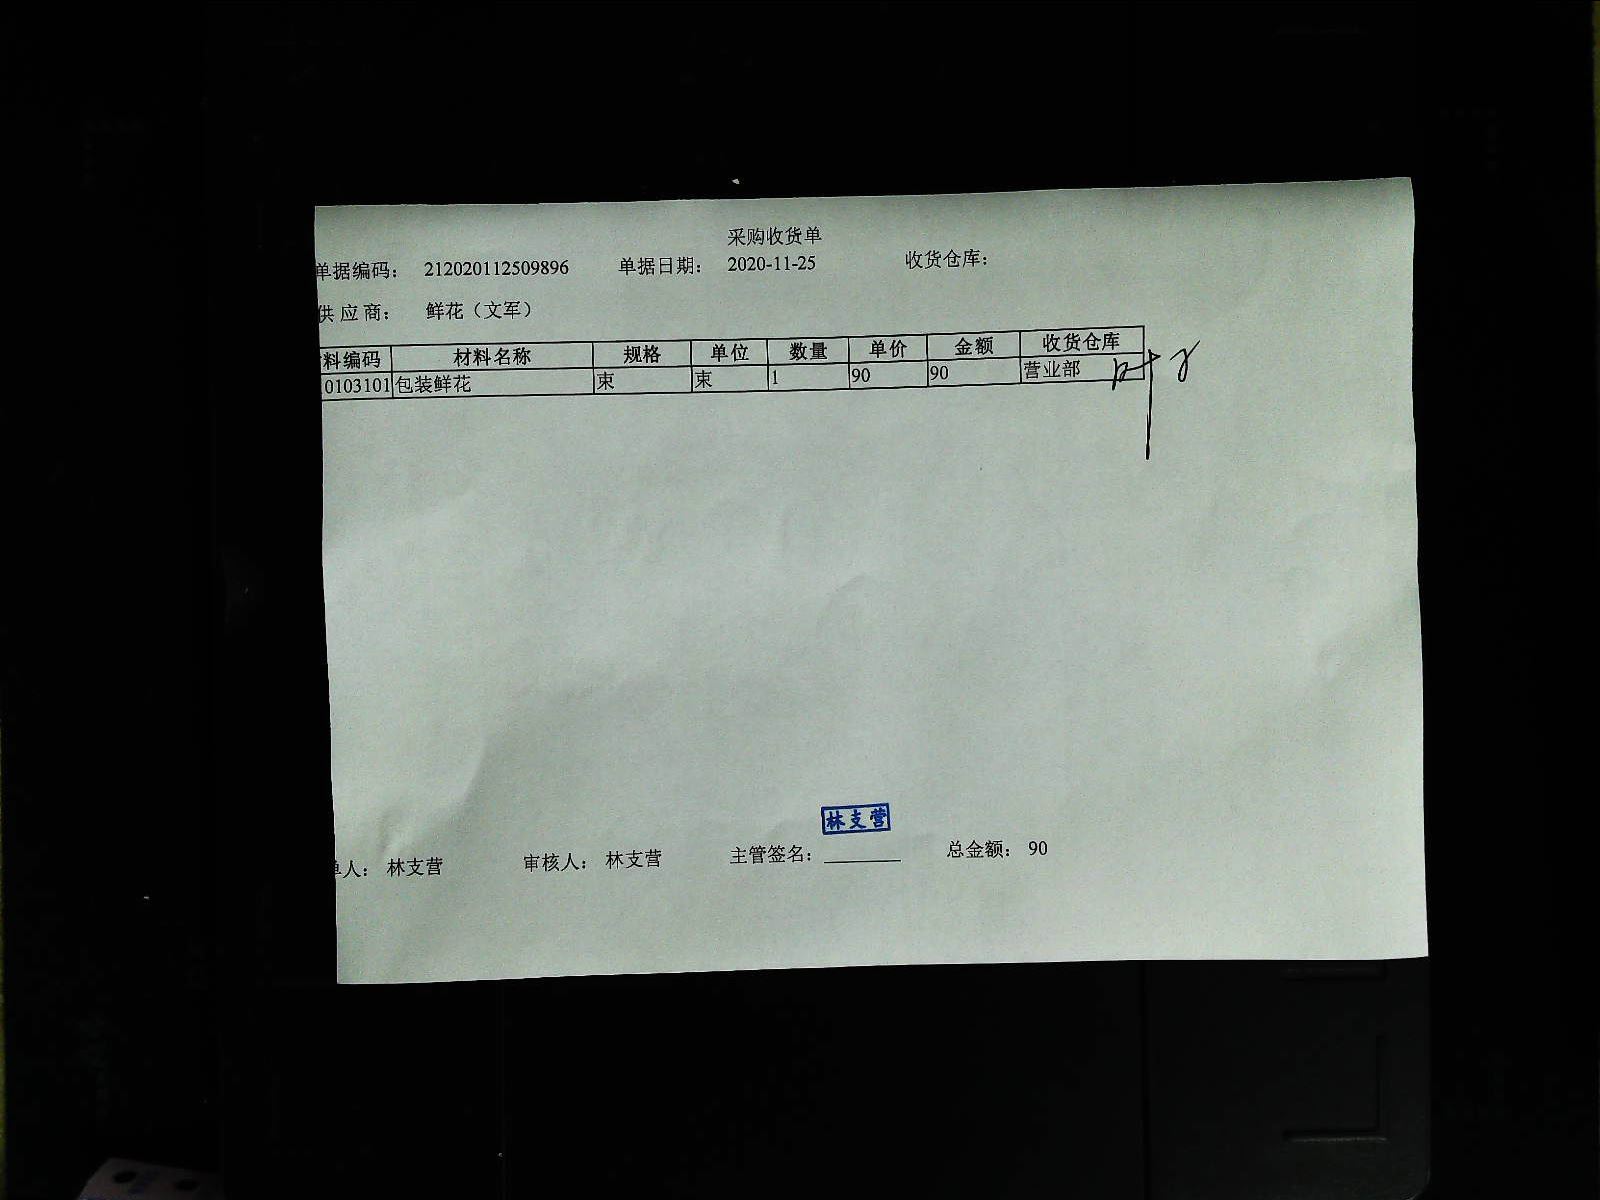 采购收货单
单据编码： 212020112509896 单据日期： 2020-11-25 收货仓库：
供 应 商： 鲜花（文军）
料编码 材料名称 规格 单位 数量 单价 金额 收货仓库
0103101 包装鲜花 束 束 1 90 90 营业部
林支营
单人： 林支营 审核人： 林支营 主管签名： 总金额： 90